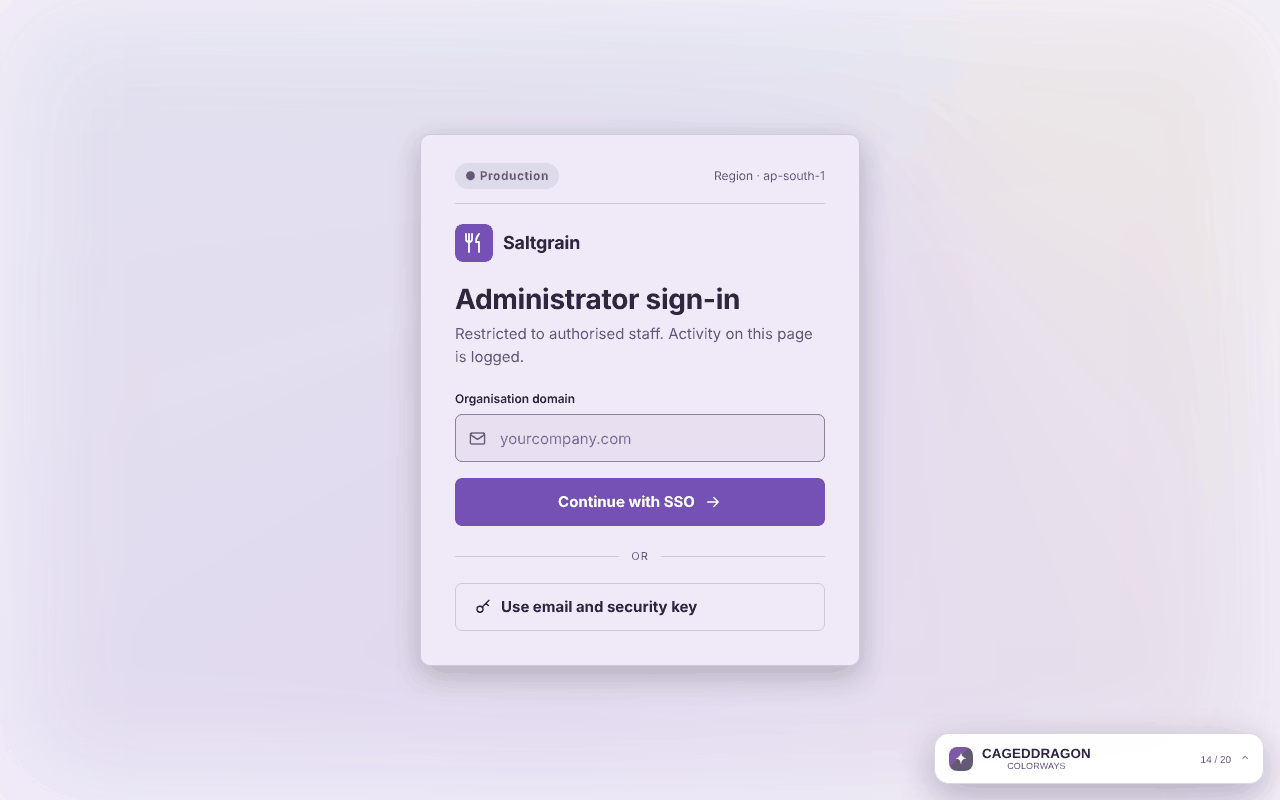 Production
Region · ap-south-1
Saltgrain
Administrator sign-in
Restricted to authorised staff. Activity on this page
is logged.
Organisation domain
yourcompany.com
Continue with SSO
OR
Use email and security key
CAGEDDRAGON
COLORWAYS
14 / 20